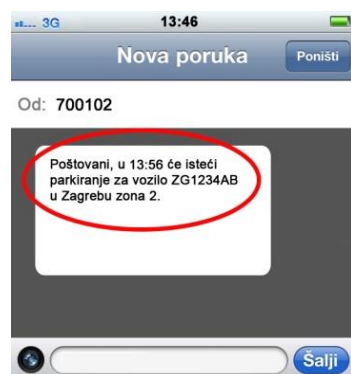 3G 13:46
Nova poruka Poništi
Od: 700102
Poštovani, u 13:56 će isteći
parkiranje za vozilo ZG1234AB
u Zagrebu zona 2.
Šalji